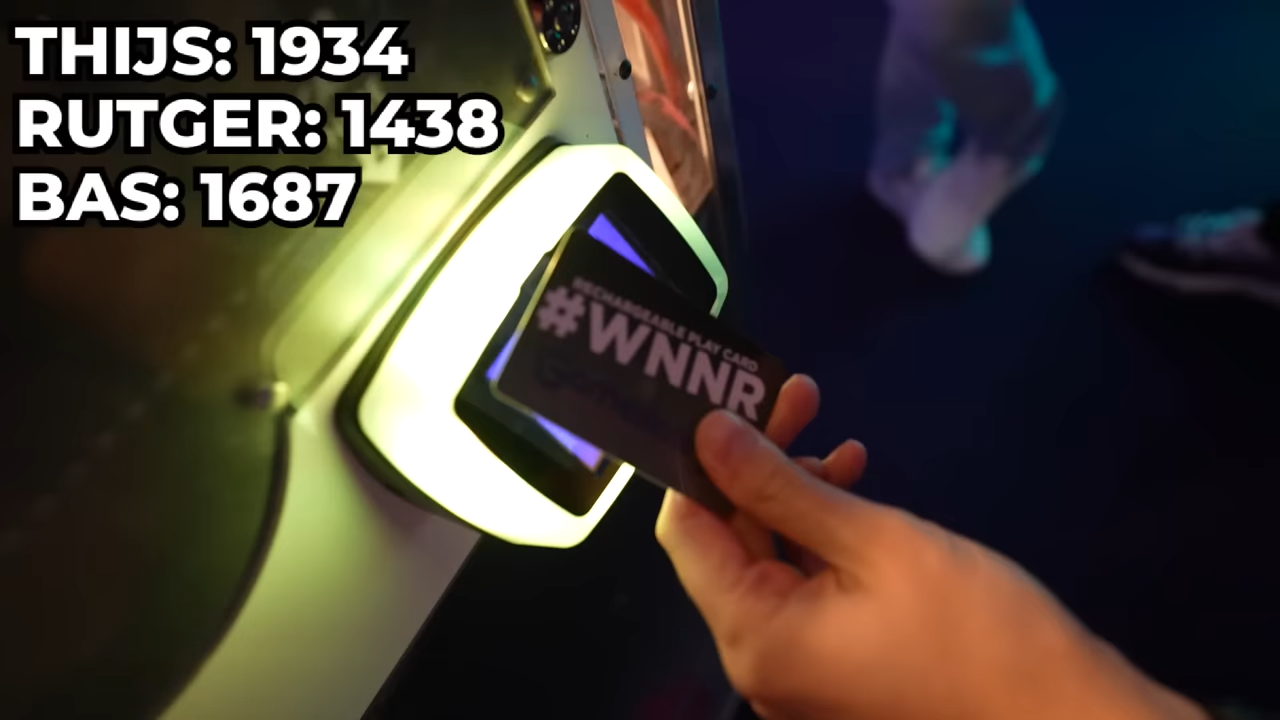 THIJS: 1934
RUTGER: 1438
BAS: 1687
RECHARGEABLE PLAY CARD
#WNNR